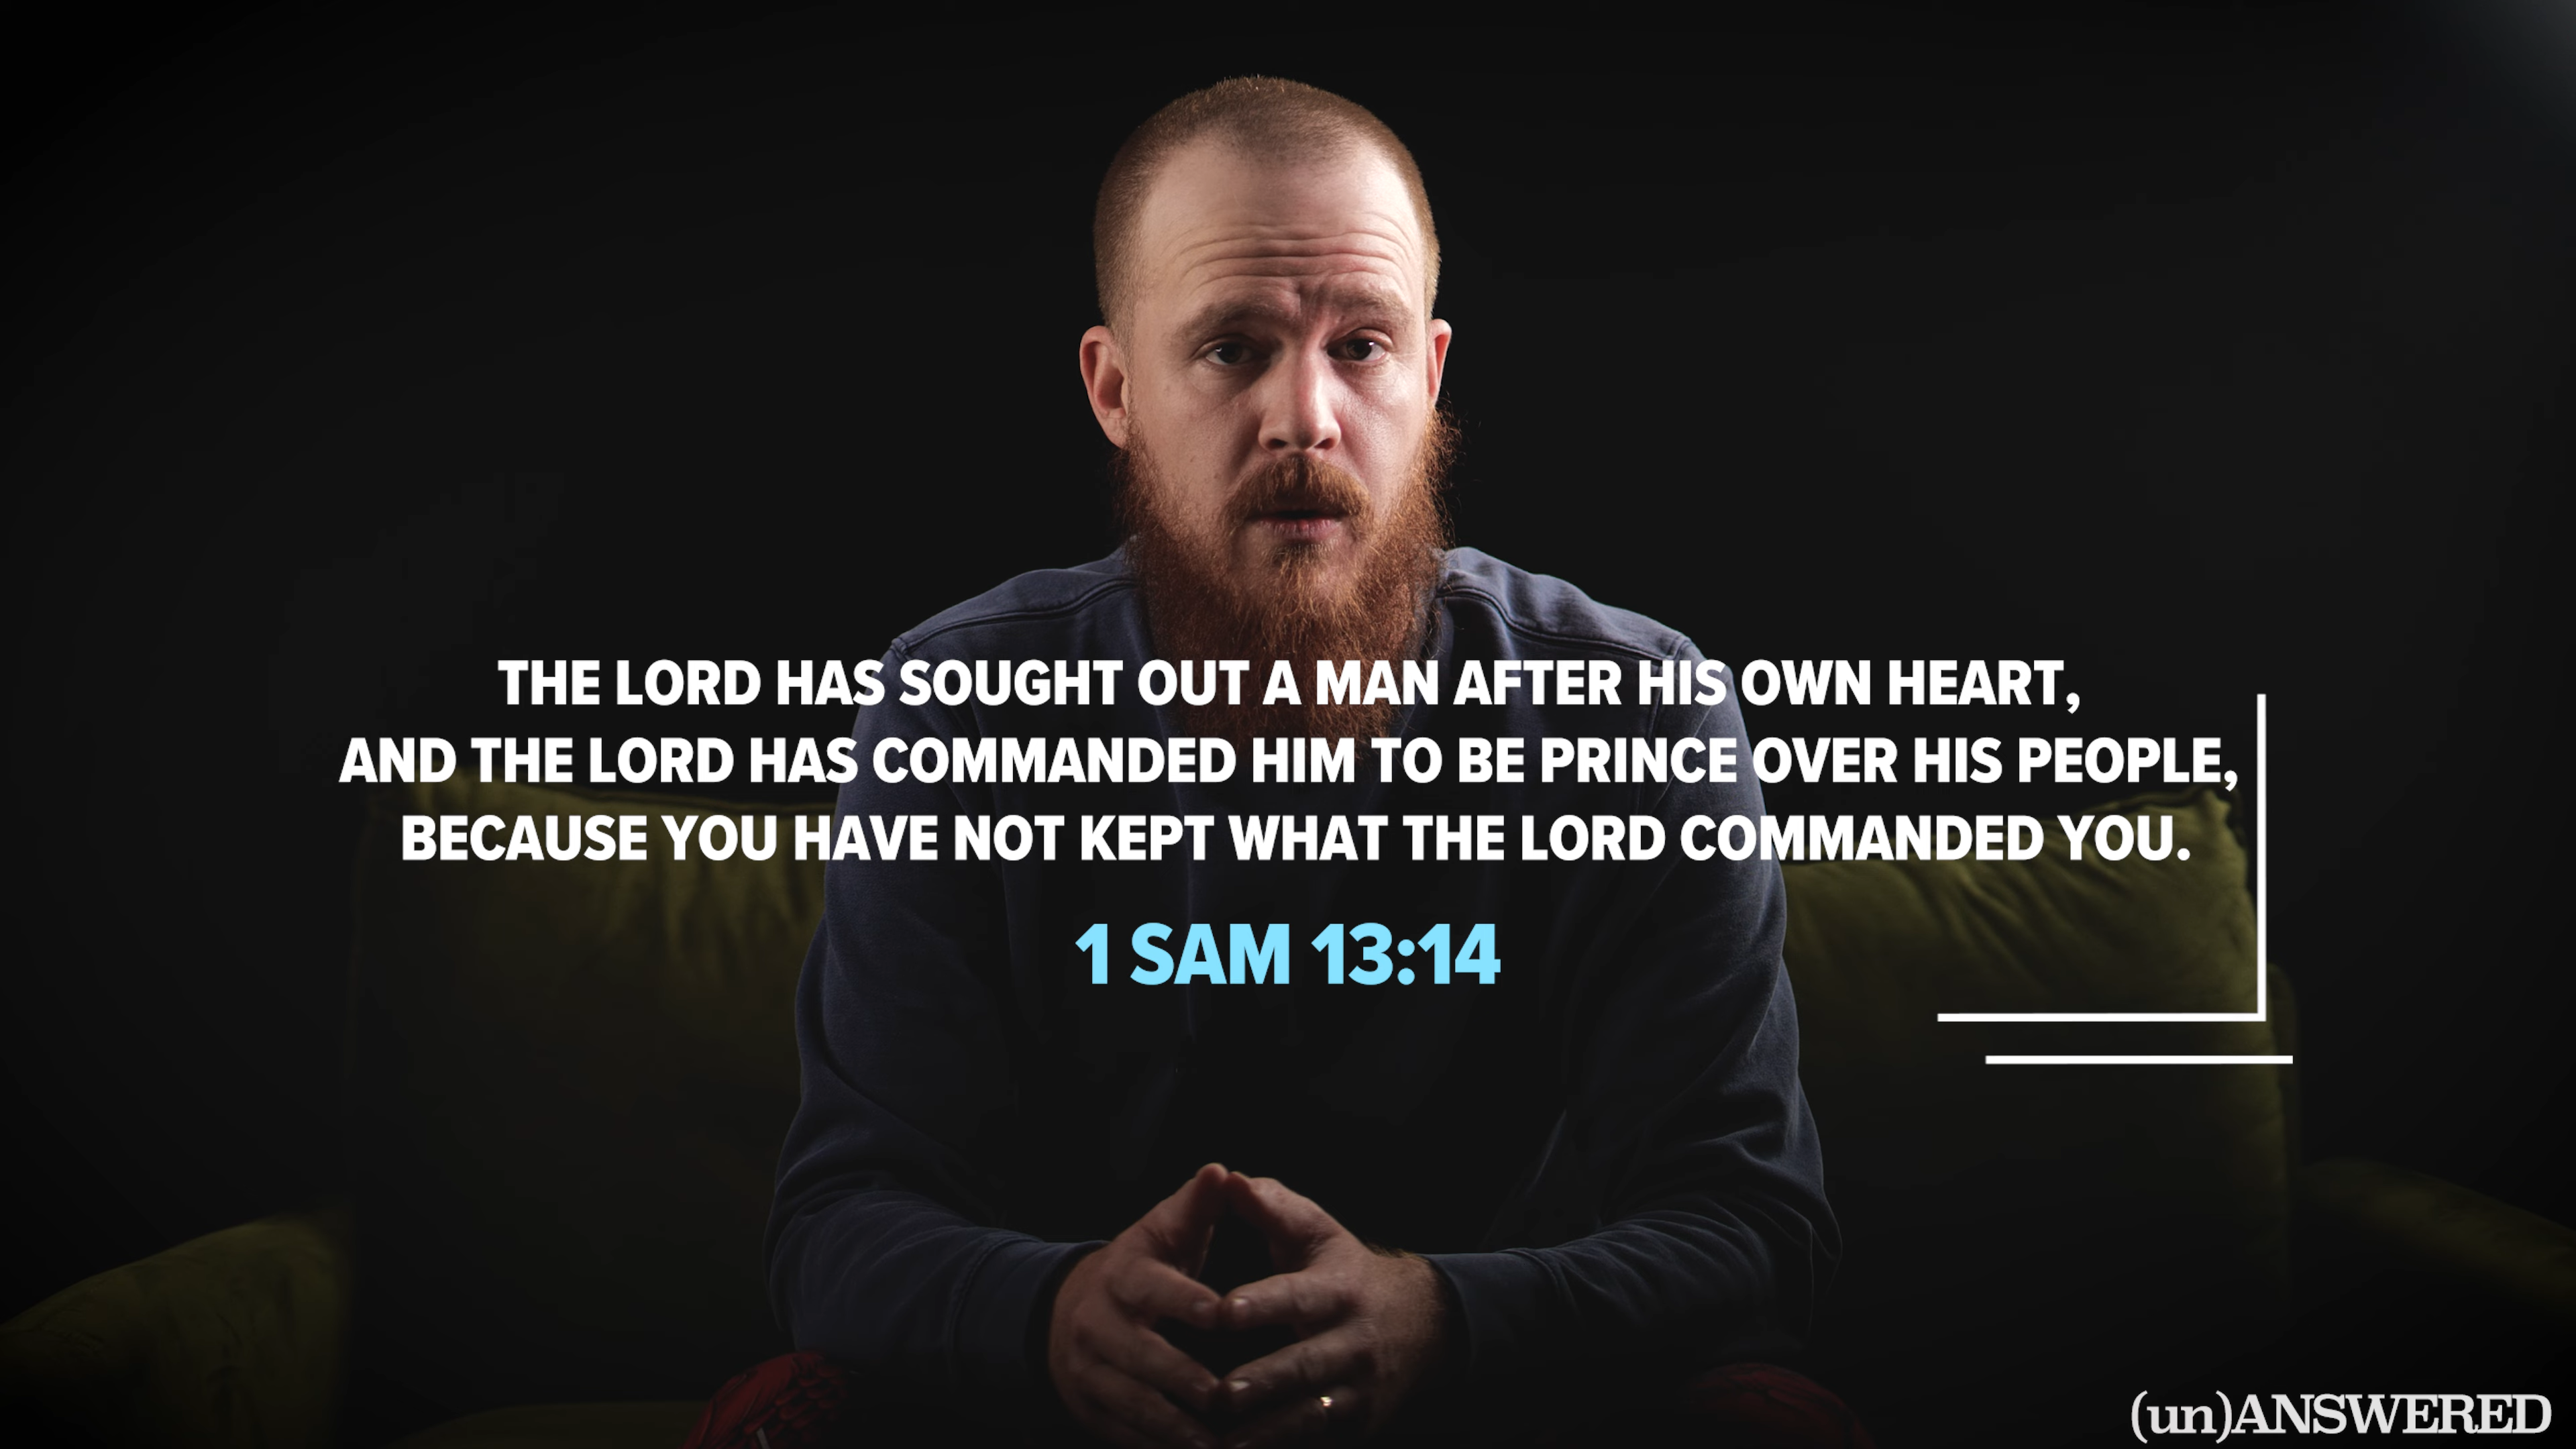 THE LORD HAS SOUGHT OUT A MAN AFTER HIS OWN HEART,
AND THE LORD HAS COMMANDED HIM TO BE PRINCE OVER HIS PEOPLE,
BECAUSE YOU HAVE NOT KEPT WHAT THE LORD COMMANDED YOU.
1 SAM 13:14
(un)ANSWERED